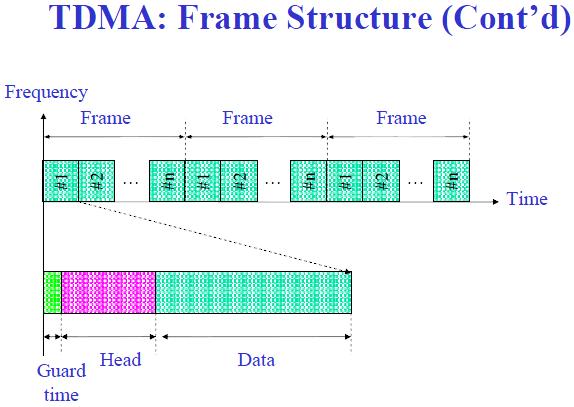 TDMA: Frame Structure (Cont’d)
Frequency
Frame Frame Frame
#1 #2 ... #n #1 #2 ... #n #1 #2 ... #n
Time
Head Data
Guard
time